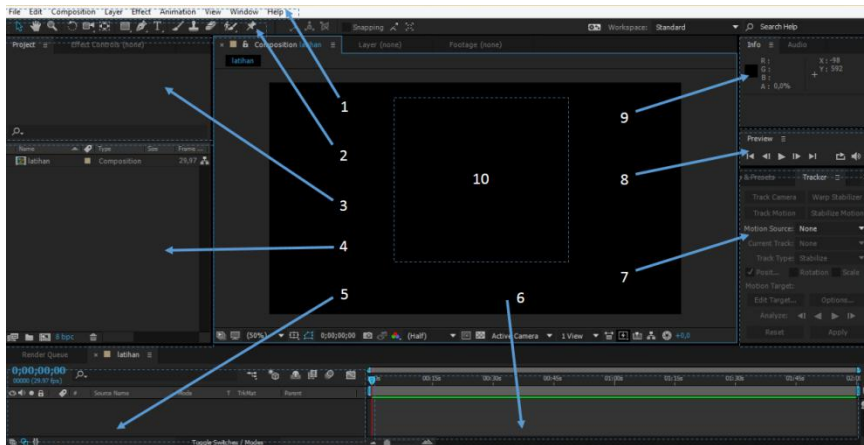 File Edit Composition Layer Effect Animation View Window Help
Snapping
Workspace: Standard
Search Help
Project Effect Controls (none)
Composition latihan
Layer (none)
Footage (none)
Info Audio
latihan
R :
G :
B :
A : 0,0%
X : -98
Y : 592
1
2
3
4
5
6
7
8
9
10
Name Type Size Frame ...
latihan Composition 29,97
Preview
& Presets Tracker
Track Camera Warp Stabilizer
Track Motion Stabilize Motion
Motion Source: None
Current Track: None
Track Type: Stabilize
Posit... Rotation Scale
Motion Target:
Edit Target... Options...
Analyze:
Reset Apply
8 bpc
(50%) 0;00;00;00 (Half) Active Camera 1 View +0,0
Render Queue latihan
0;00;00;00
00000 (29.97 fps)
00:15s 00:30s 00:45s 01:15s 01:30s 01:45s
# Source Name Mode T TrkMat Parent
Toggle Switches / Modes